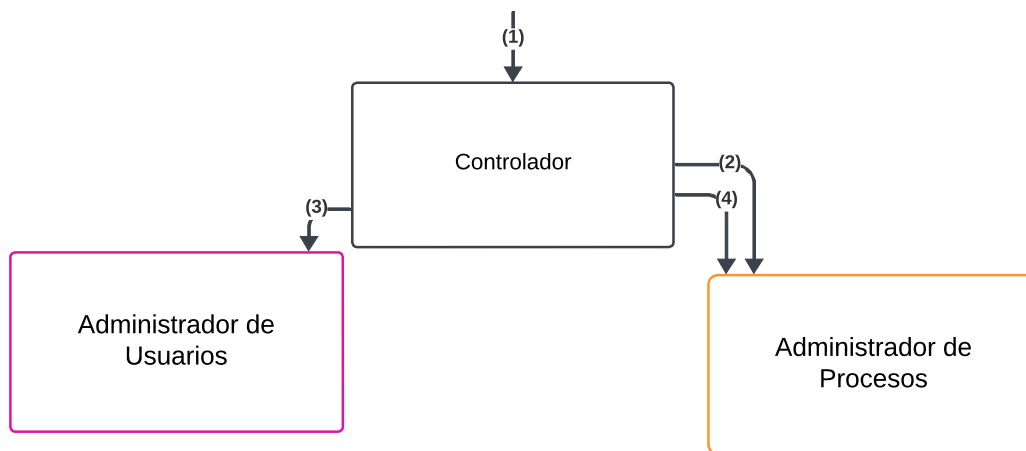 (1)
Controlador
(2)
(4)
(3)
Administrador de
Usuarios
Administrador de
Procesos